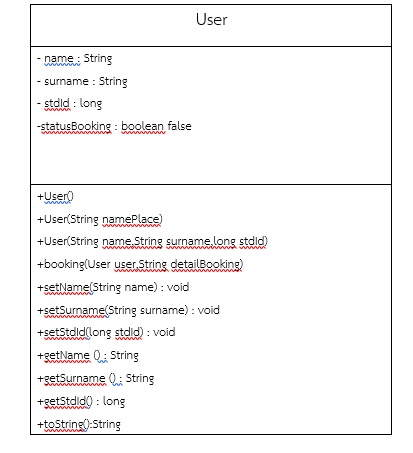 User
- name : String
- surname : String
- stdId : long
-statusBooking : boolean false
+User()
+User(String namePlace)
+User(String name,String surname,long stdId)
+booking(User user,String detailBooking)
+setName(String name) : void
+setSurname(String surname) : void
+setStdId(long stdId) : void
+getName () : String
+getSurname () : String
+getStdId() : long
+toString():String